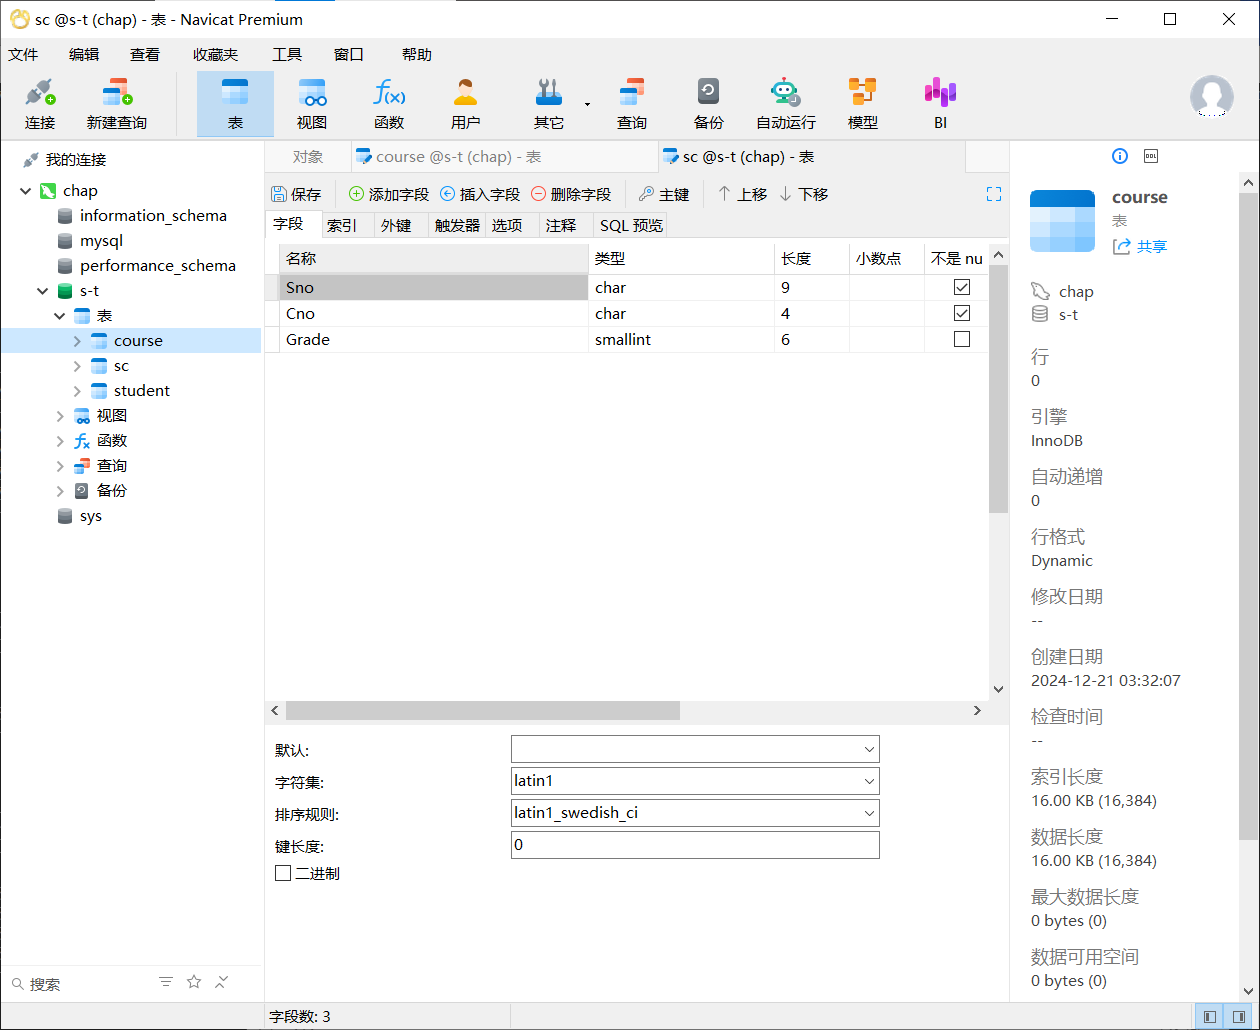 sc @s-t (chap) - 表 - Navicat Premium
文件 编辑 查看 收藏夹 工具 窗口 帮助
连接 新建查询 表 视图 函数 用户 其它 查询 备份 自动运行 模型 BI
我的连接
chap
information_schema
mysql
performance_schema
s-t
表
course
sc
student
视图
函数
查询
备份
sys
搜索
对象 course @s-t (chap) - 表 sc @s-t (chap) - 表
保存 添加字段 插入字段 删除字段 主键 上移 下移
字段 索引 外键 触发器 选项 注释 SQL 预览
名称 类型 长度 小数点 不是 nu
Sno char 9
Cno char 4
Grade smallint 6
默认:
字符集: latin1
排序规则: latin1_swedish_ci
键长度: 0
二进制
字段数: 3
DDL
course
表
共享
chap
s-t
行
0
引擎
InnoDB
自动递增
0
行格式
Dynamic
修改日期
--
创建日期
2024-12-21 03:32:07
检查时间
--
索引长度
16.00 KB (16,384)
数据长度
16.00 KB (16,384)
最大数据长度
0 bytes (0)
数据可用空间
0 bytes (0)